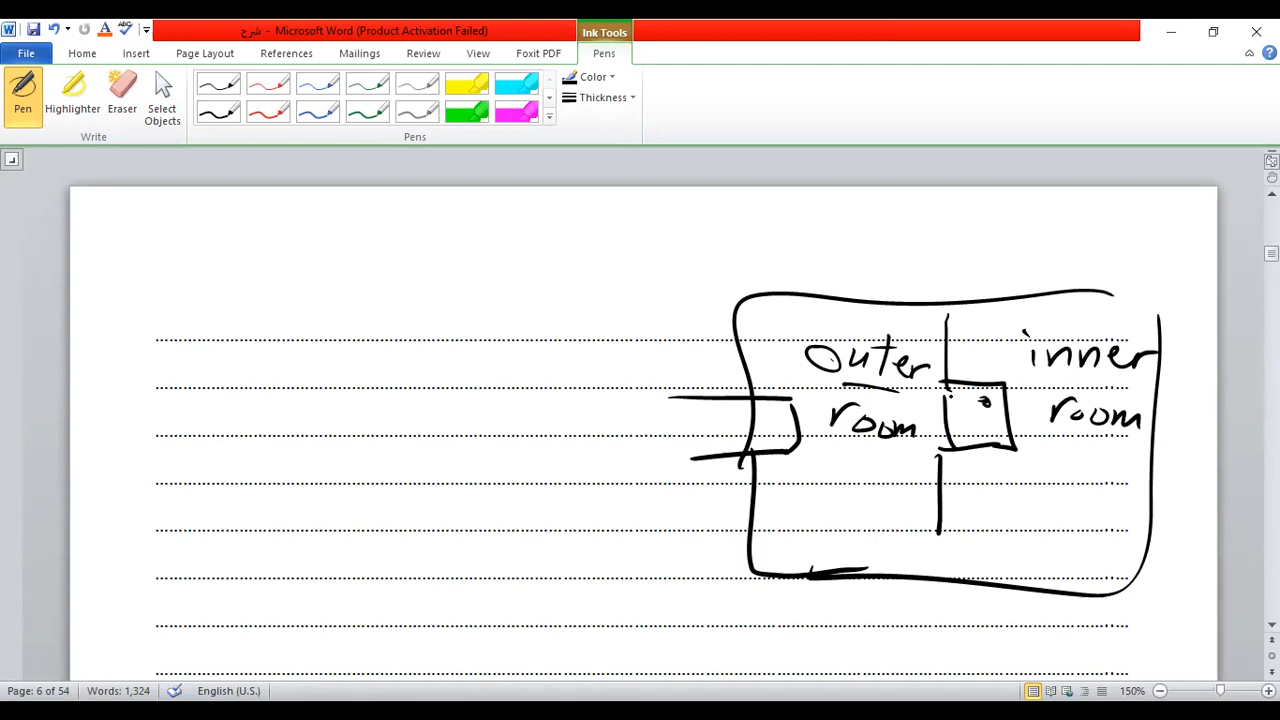 شرح - Microsoft Word (Product Activation Failed)
Ink Tools
File Home Insert Page Layout References Mailings Review View Foxit PDF Pens
Pen Highlighter Eraser Select Objects
Color
Thickness
Write Pens
outer inner
room room
Page: 6 of 54 Words: 1,324 English (U.S.) 150%